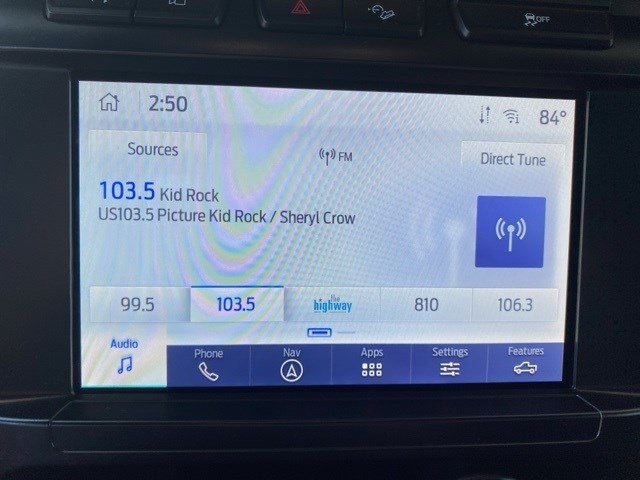 OFF
2:50
84°
Sources
FM
Direct Tune
103.5 Kid Rock
US103.5 Picture Kid Rock / Sheryl Crow
99.5
103.5
the highway
810
106.3
Audio
Phone
Nav
Apps
Settings
Features